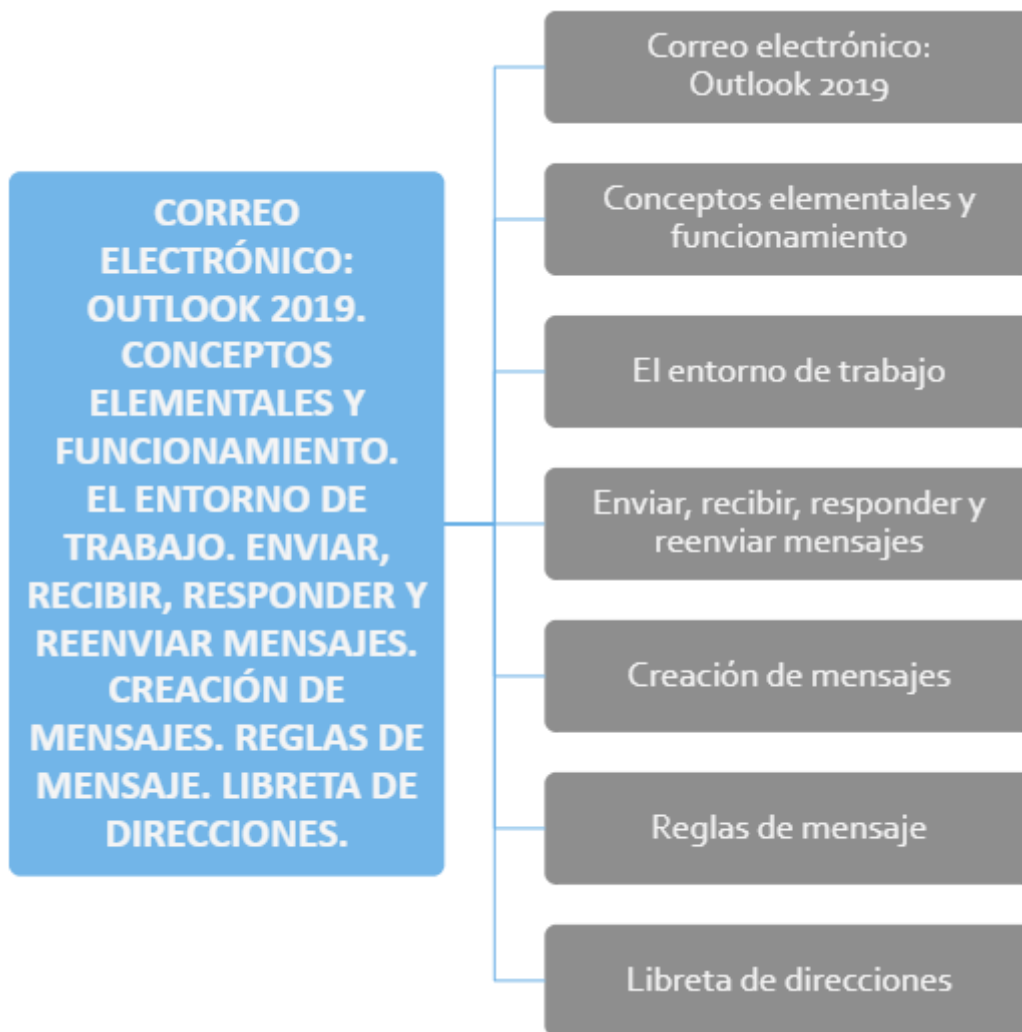 CORREO
ELECTRÓNICO:
OUTLOOK 2019.
CONCEPTOS
ELEMENTALES Y
FUNCIONAMIENTO.
EL ENTORNO DE
TRABAJO. ENVIAR,
RECIBIR, RESPONDER Y
REENVIAR MENSAJES.
CREACIÓN DE
MENSAJES. REGLAS DE
MENSAJE. LIBRETA DE
DIRECCIONES.
Correo electrónico:
Outlook 2019
Conceptos elementales y
funcionamiento
El entorno de trabajo
Enviar, recibir, responder y
reenviar mensajes
Creación de mensajes
Reglas de mensaje
Libreta de direcciones